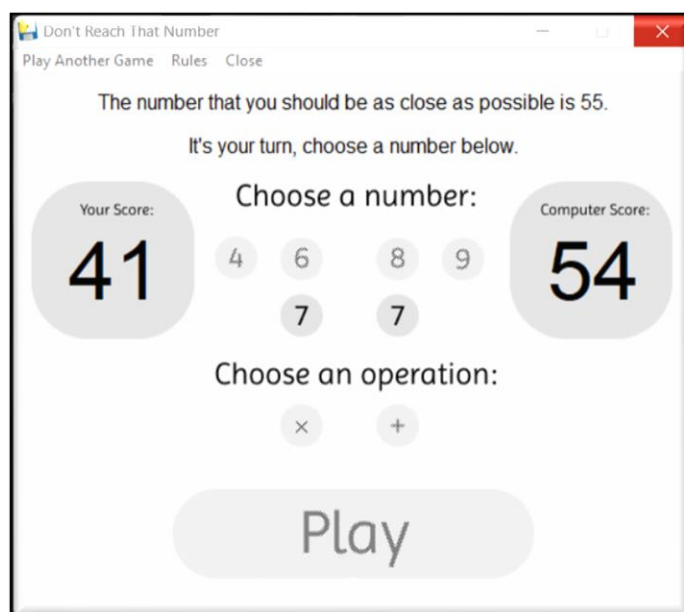 Don't Reach That Number
Play Another Game Rules Close
The number that you should be as close as possible is 55.
It's your turn, choose a number below.
Choose a number:
Your Score:
41
4 6 8 9
7 7
Computer Score:
54
Choose an operation:
× +
Play